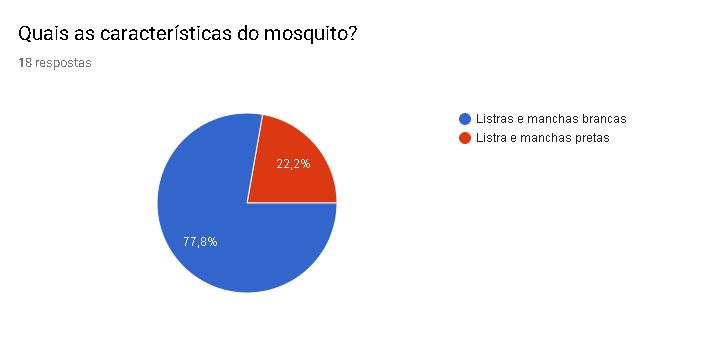 Quais as características do mosquito?
18 respostas
Listras e manchas brancas
Listra e manchas pretas
22,2%
77,8%